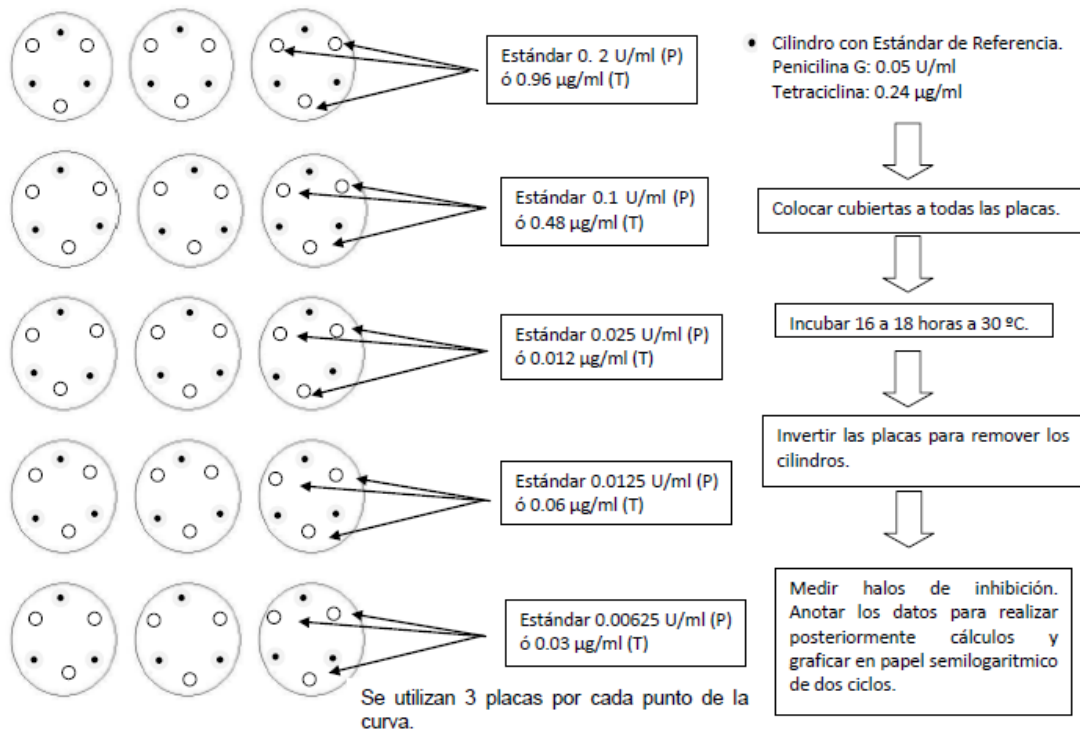 Estándar 0. 2 U/ml (P)
ó 0.96 µg/ml (T)
Estándar 0.1 U/ml (P)
ó 0.48 µg/ml (T)
Estándar 0.025 U/ml (P)
ó 0.012 µg/ml (T)
Estándar 0.0125 U/ml (P)
ó 0.06 µg/ml (T)
Estándar 0.00625 U/ml (P)
ó 0.03 µg/ml (T)
Se utilizan 3 placas por cada punto de la
curva.
• Cilindro con Estándar de Referencia.
Penicilina G: 0.05 U/ml
Tetraciclina: 0.24 µg/ml
Colocar cubiertas a todas las placas.
Incubar 16 a 18 horas a 30 ºC.
Invertir las placas para remover los
cilindros.
Medir halos de inhibición.
Anotar los datos para realizar
posteriormente cálculos y
graficar en papel semilogaritmico
de dos ciclos.